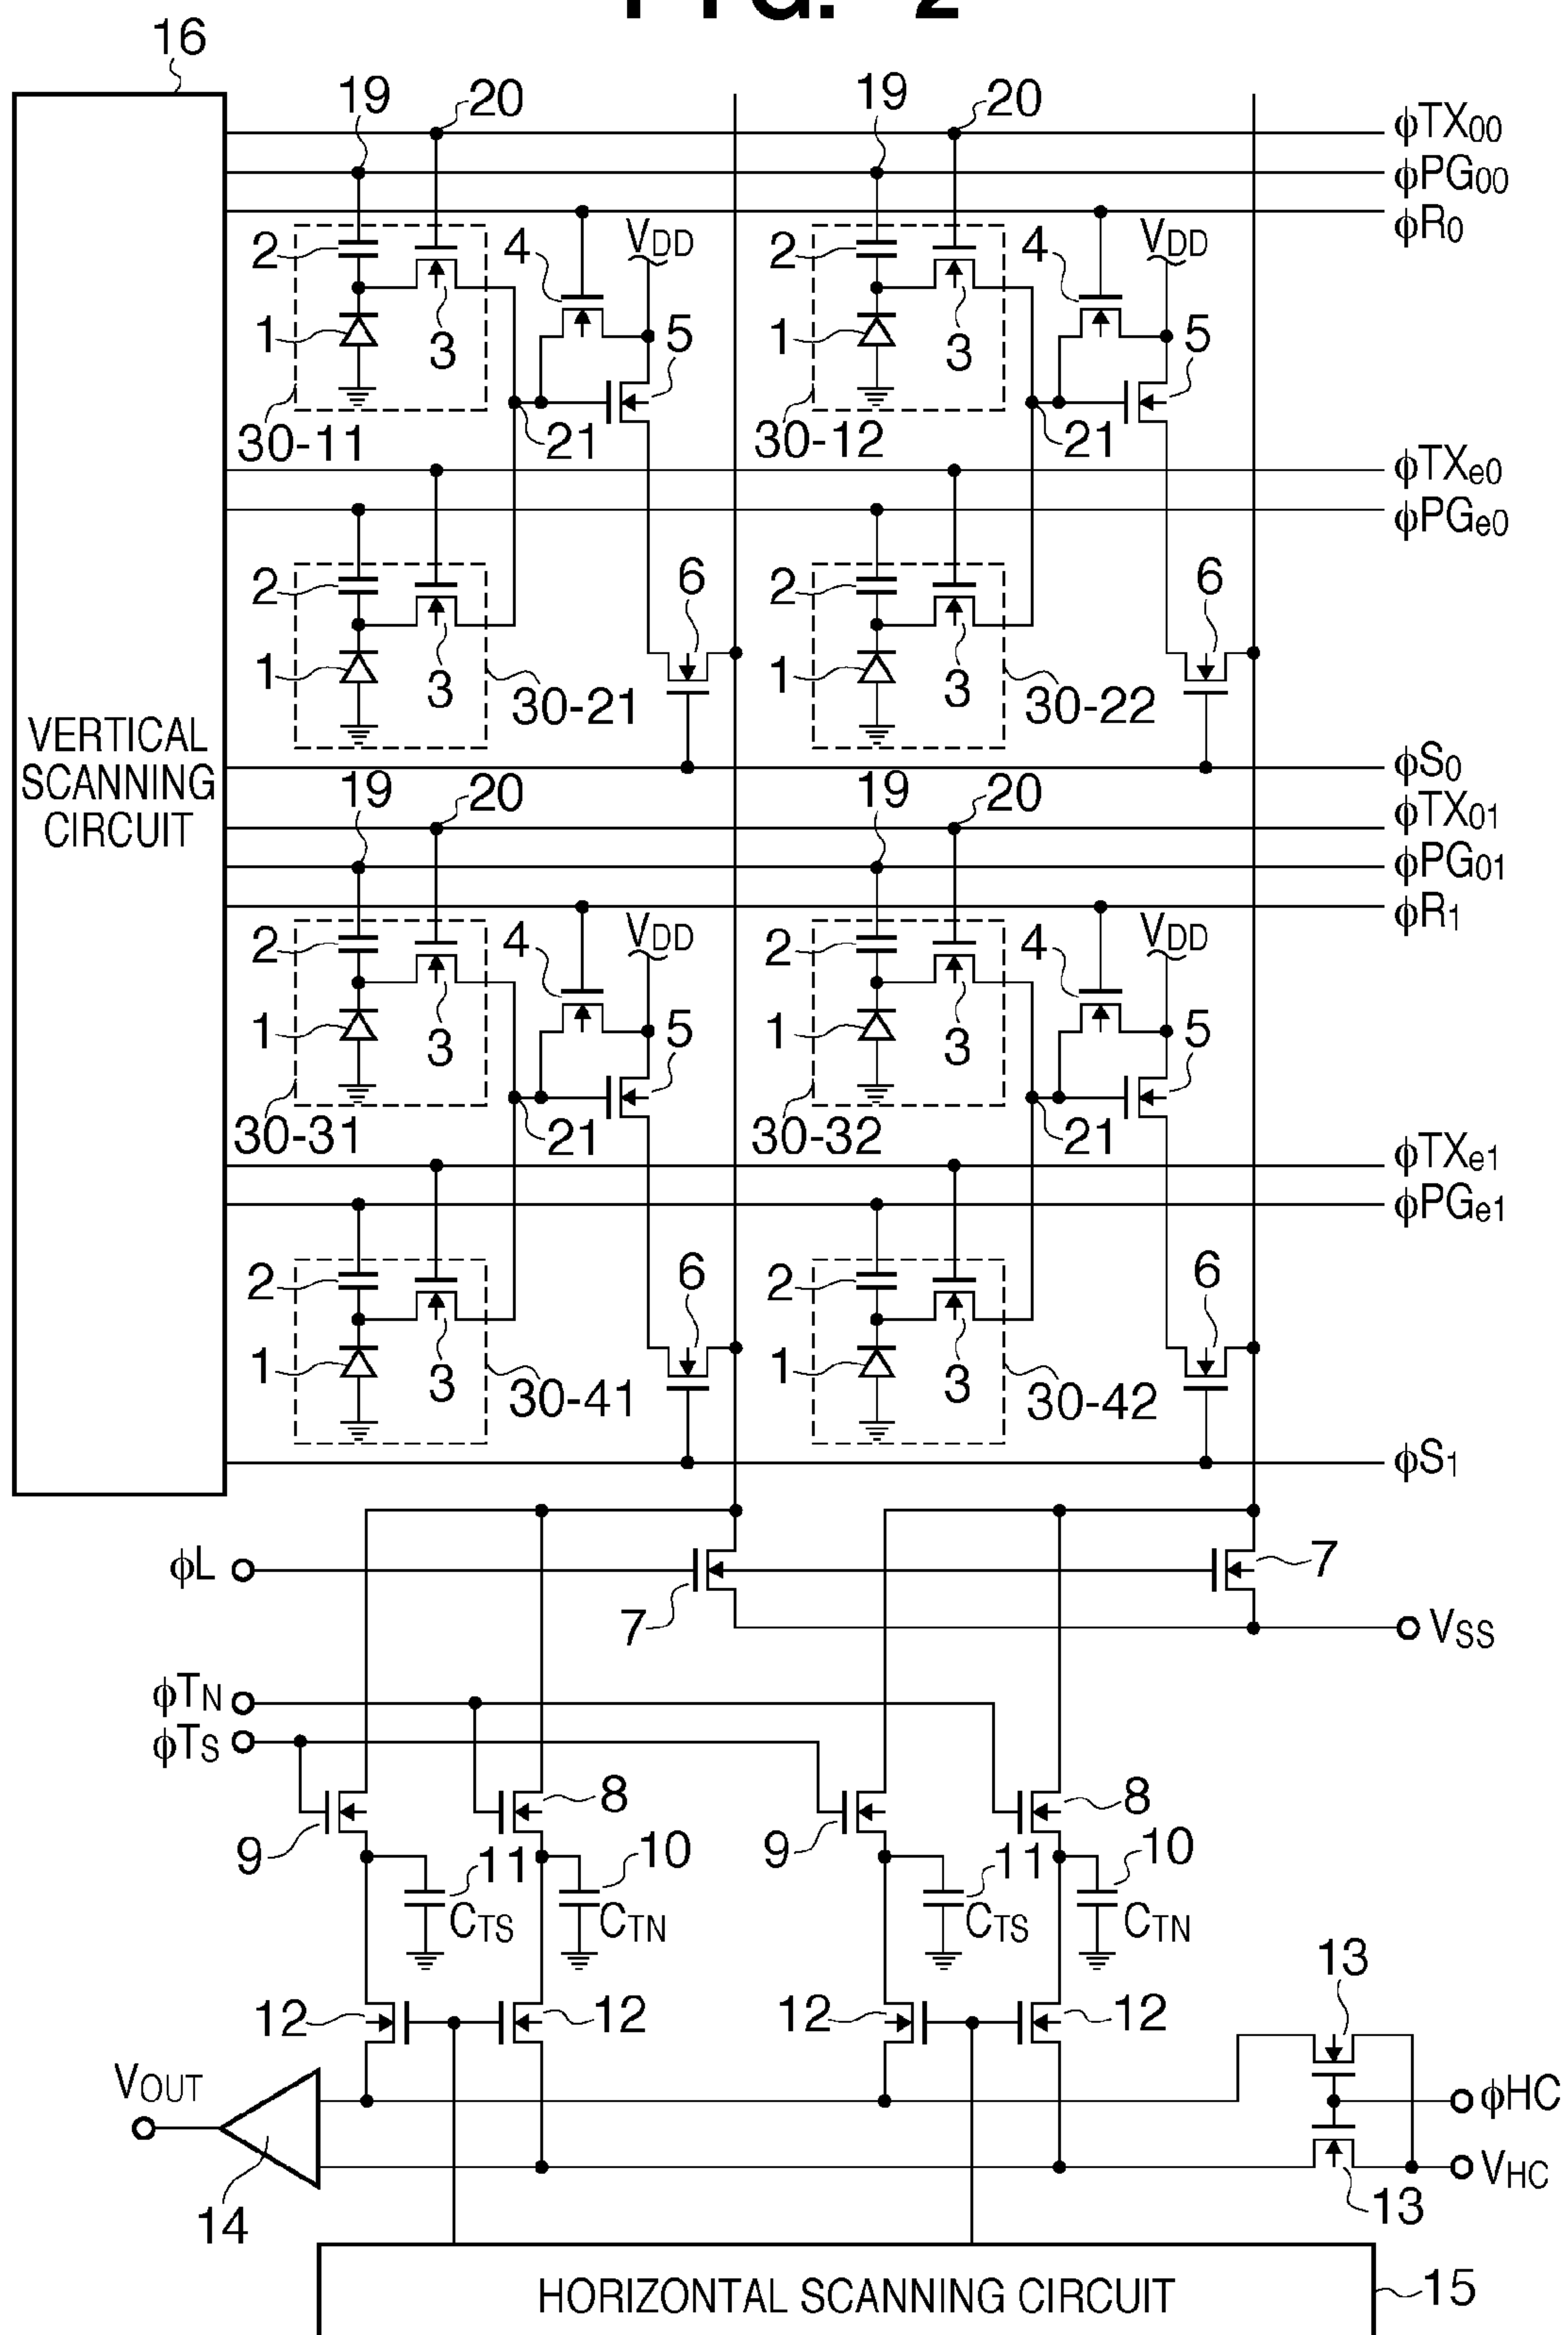 FIG. 2
16
19 20 19 20 φTX00
φPG00
φR0
2 4 VDD 2 4 VDD
1 3 5 1 3 5
30-11 21 30-12 21
φTXe0
φPGe0
2 6 2 6
1 3 30-21 1 3 30-22
VERTICAL
SCANNING
CIRCUIT
φS0
19 20 19 20 φTX01
φPG01
φR1
2 4 VDD 2 4 VDD
1 3 5 1 3 5
30-31 21 30-32 21
φTXe1
φPGe1
2 6 2 6
1 3 30-41 1 3 30-42
φS1
φL 7
7 VSS
φTN
φTS
8 8
9 11 10 9 11 10
CTS CTN CTS CTN
13
12 12 12 12
VOUT φHC
VHC
14 13
HORIZONTAL SCANNING CIRCUIT 15